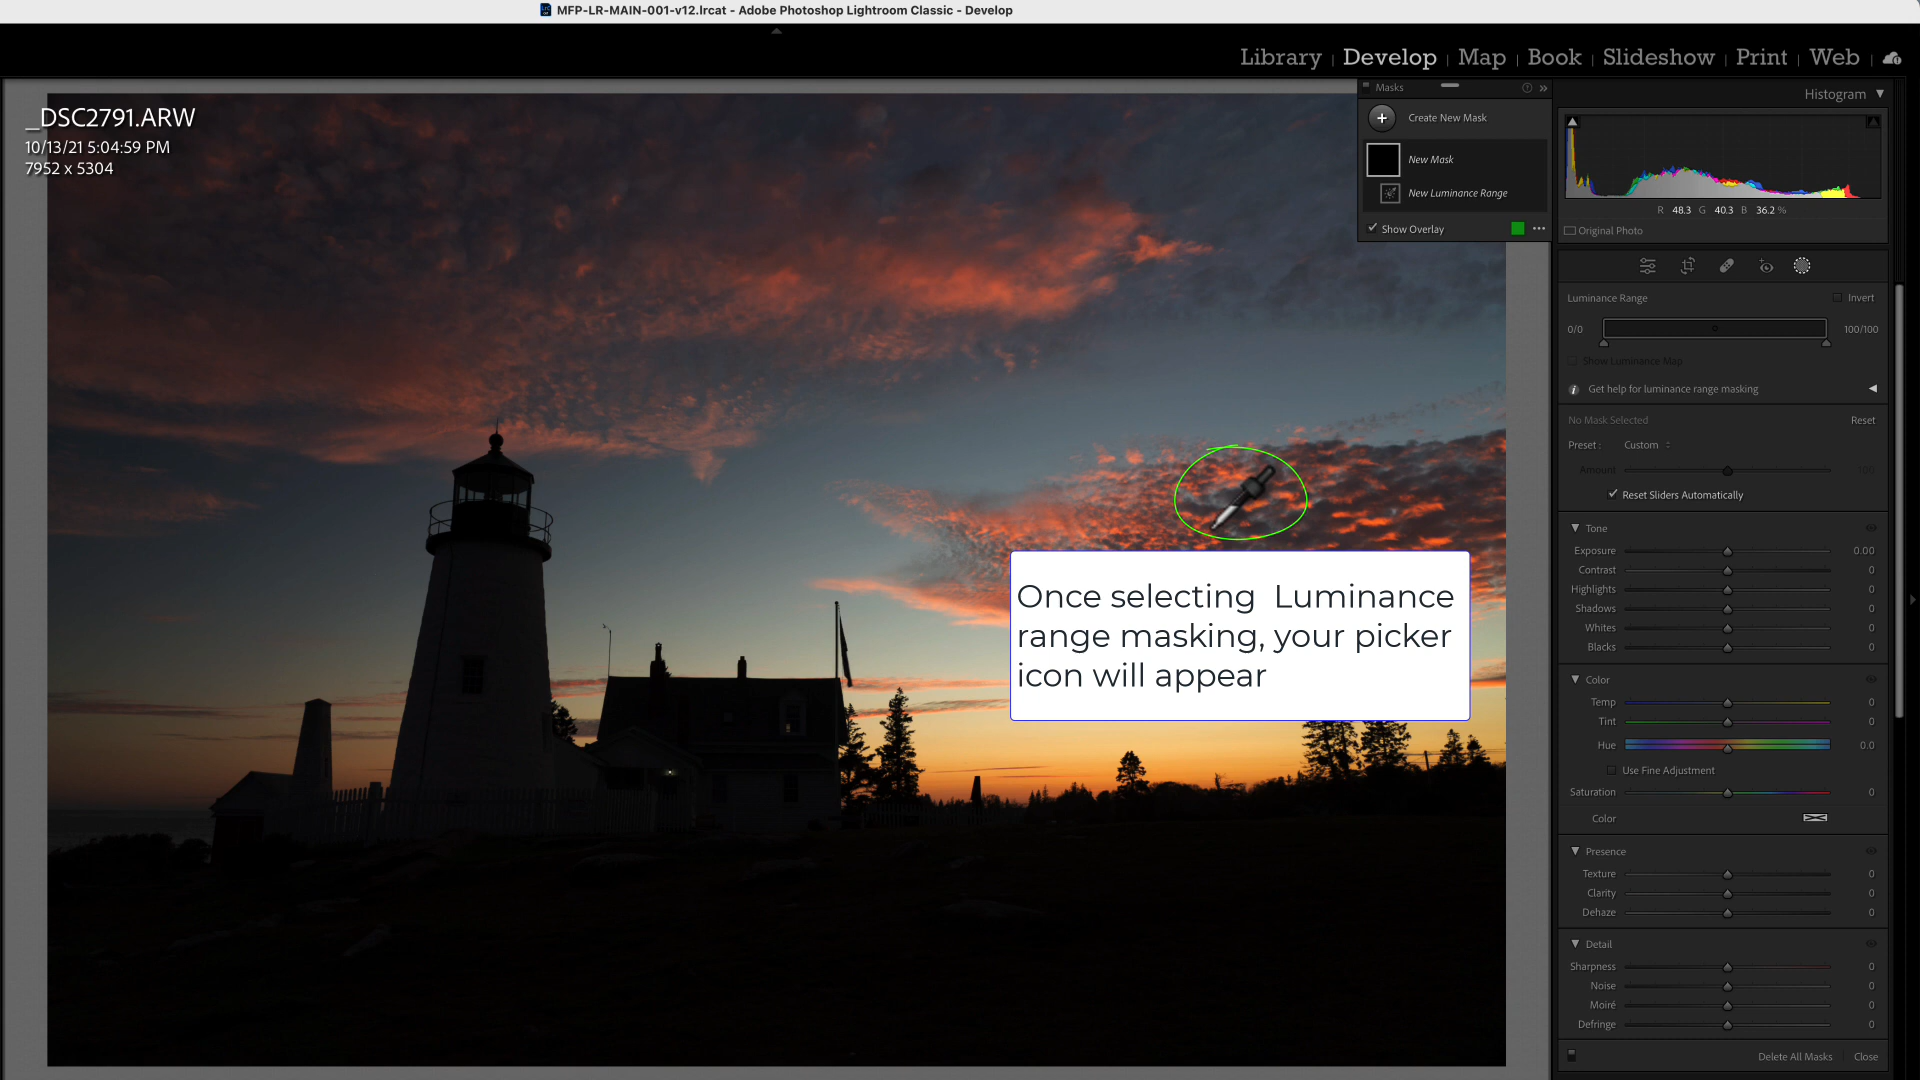 MFP-LR-MAIN-001-v12.lrcat - Adobe Photoshop Lightroom Classic - Develop
Library | Develop | Map | Book | Slideshow | Print | Web
_DSC2791.ARW
10/13/21 5:04:59 PM
7952 x 5304
Masks
Create New Mask
New Mask
New Luminance Range
Show Overlay
Once selecting Luminance
range masking, your picker
icon will appear
Histogram
R 48.3 G 40.3 B 36.2 %
Original Photo
Luminance Range Invert
0/0 100/100
Show Luminance Map
Get help for luminance range masking
No Mask Selected Reset
Preset : Custom
Amount 100
Reset Sliders Automatically
Tone
Exposure 0.00
Contrast 0
Highlights 0
Shadows 0
Whites 0
Blacks 0
Color
Temp 0
Tint 0
Hue 0.0
Use Fine Adjustment
Saturation 0
Color
Presence
Texture 0
Clarity 0
Dehaze 0
Detail
Sharpness 0
Noise 0
Moiré 0
Defringe 0
Delete All Masks Close